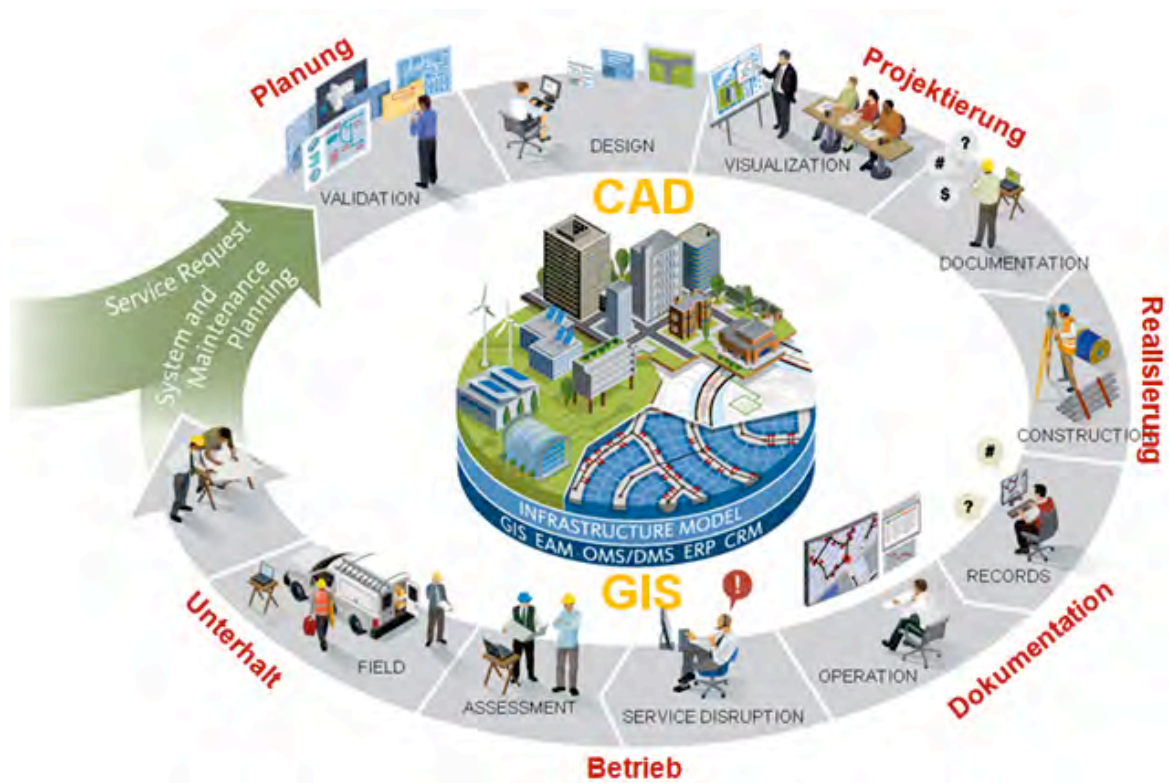 Planung
Projektierung
VALIDATION
DESIGN
VISUALIZATION
?
#
$
DOCUMENTATION
CAD
Service Request
System and
Maintenance
Planning
Realisierung
CONSTRUCTION
#
?
RECORDS
INFRASTRUCTURE MODEL
GIS EAM OMS/DMS ERP CRM
GIS
!
Unterhalt
FIELD
ASSESSMENT
SERVICE DISRUPTION
OPERATION
Dokumentation
Betrieb